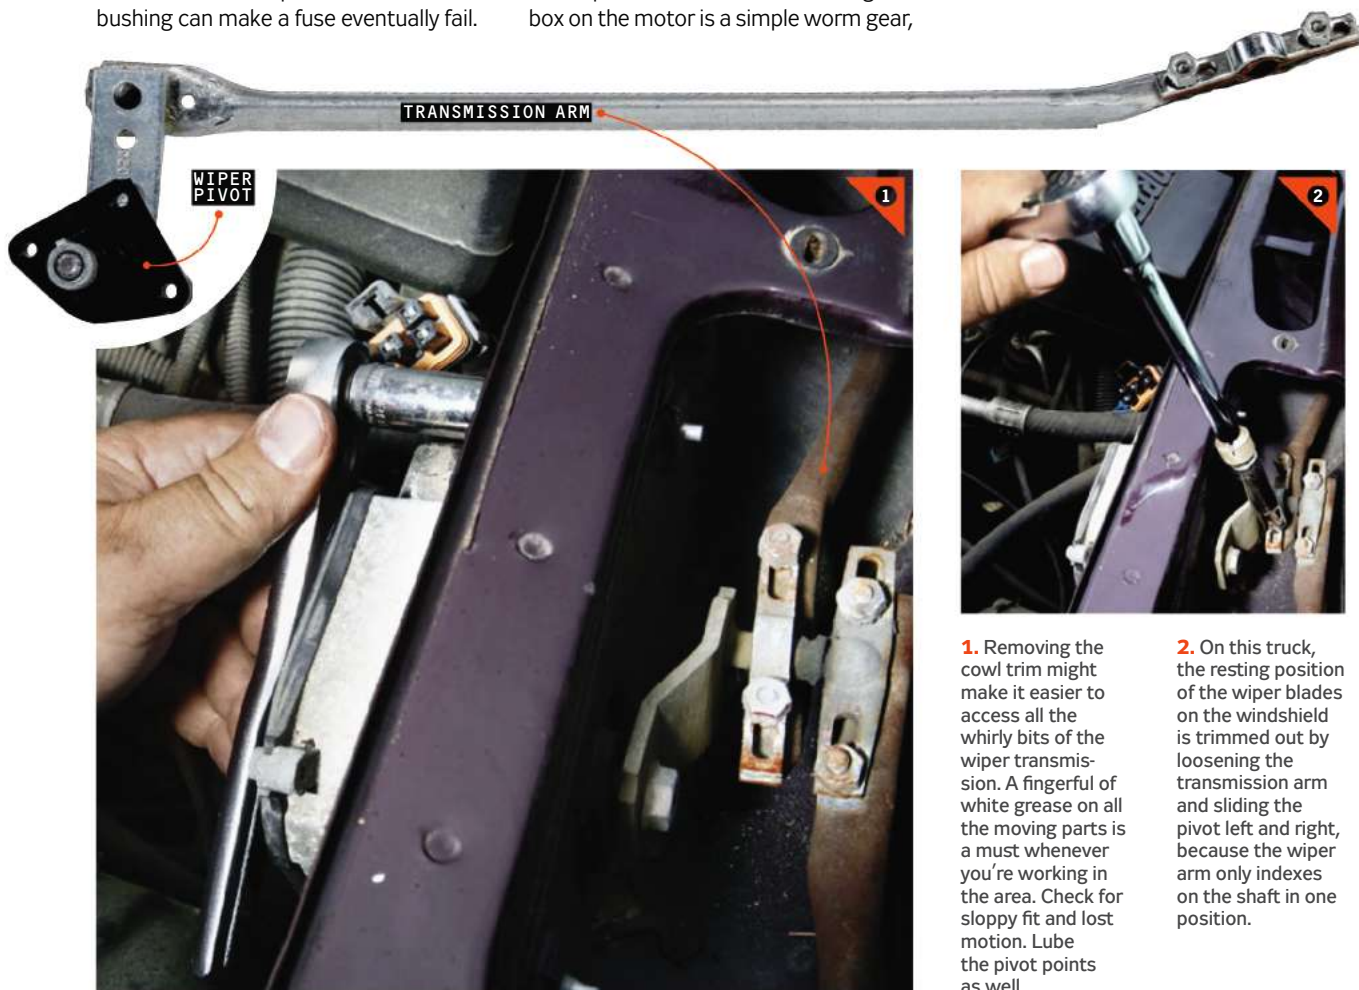 bushing can make a fuse eventually fail.
box on the motor is a simple worm gear,
TRANSMISSION ARM
WIPER
PIVOT
1
2
1. Removing the
cowl trim might
make it easier to
access all the
whirly bits of the
wiper transmis-
sion. A fingerful of
white grease on all
the moving parts is
a must whenever
you're working in
the area. Check for
sloppy fit and lost
motion. Lube
the pivot points
as well.
2. On this truck,
the resting position
of the wiper blades
on the windshield
is trimmed out by
loosening the
transmission arm
and sliding the
pivot left and right,
because the wiper
arm only indexes
on the shaft in one
position.